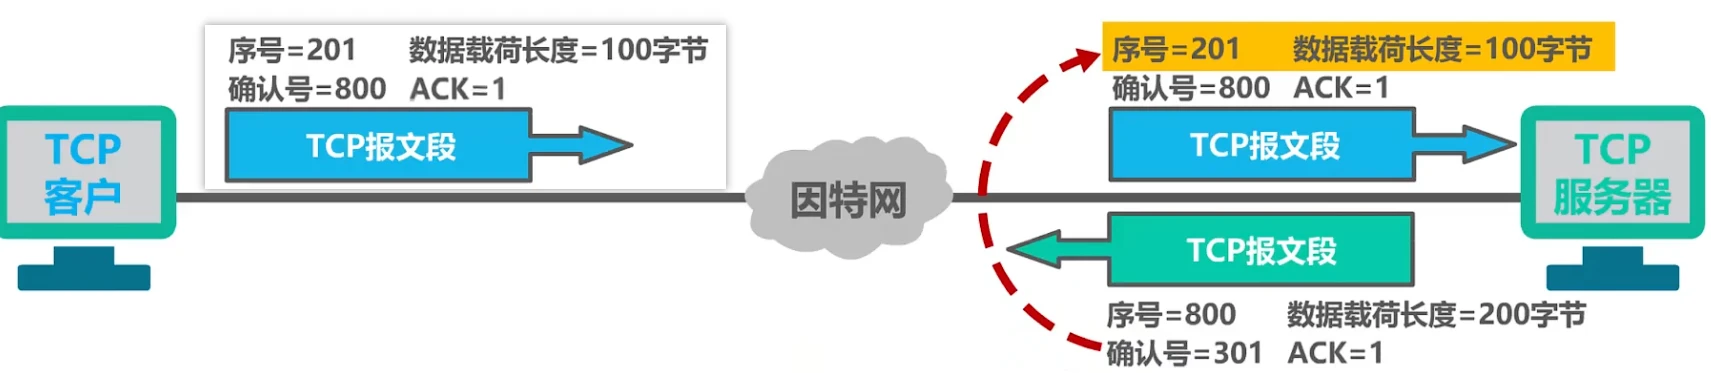 序号=201 数据载荷长度=100字节
确认号=800 ACK=1
TCP报文段
TCP
客户
因特网
序号=201 数据载荷长度=100字节
确认号=800 ACK=1
TCP报文段
TCP
服务器
TCP报文段
序号=800 数据载荷长度=200字节
确认号=301 ACK=1